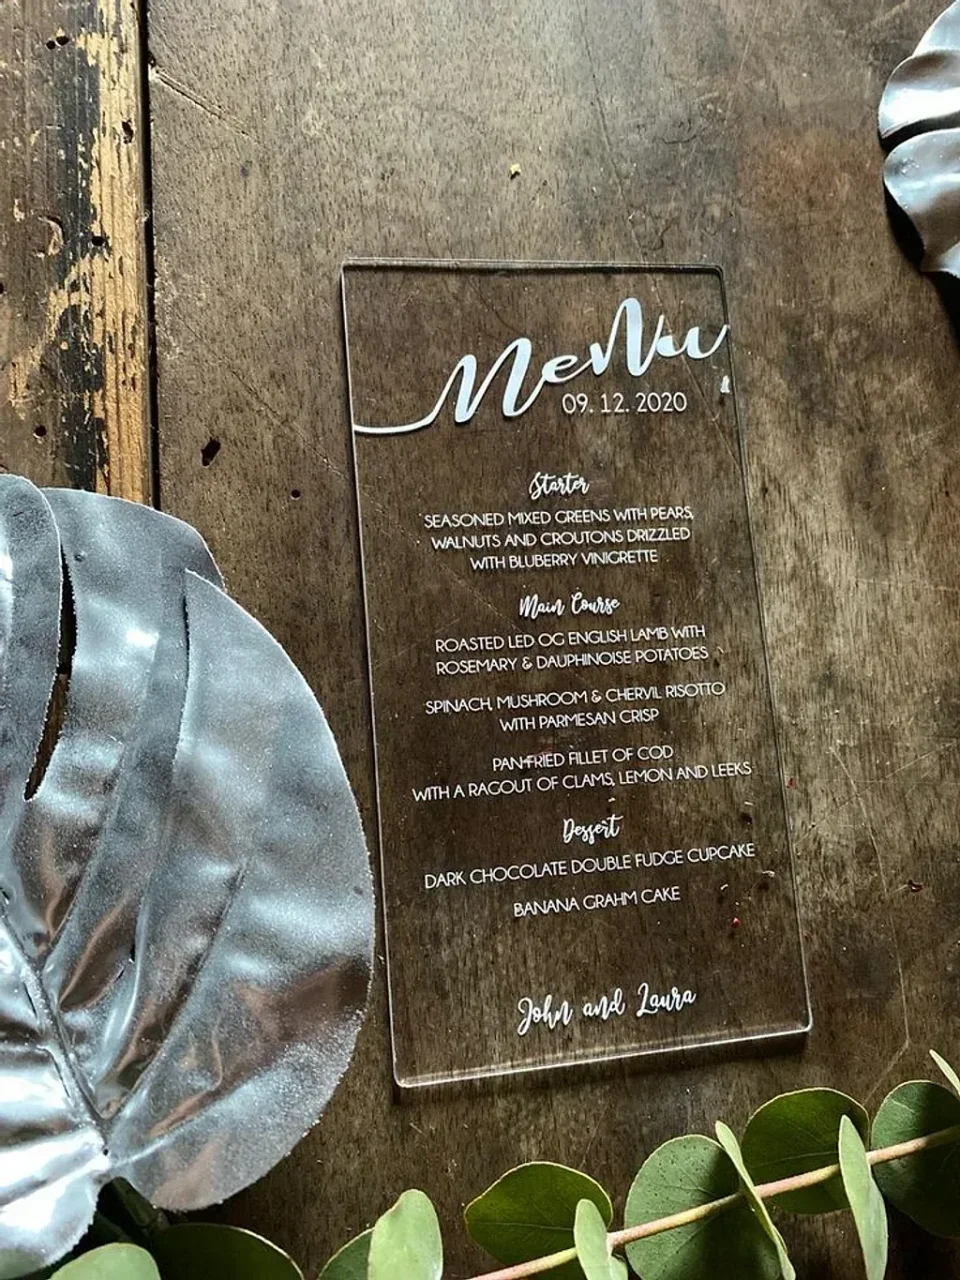 MeNu
09. 12. 2020
Starter
SEASONED MIXED GREENS WITH PEARS,
WALNUTS AND CROUTONS DRIZZLED
WITH BLUBERRY VINIGRETTE
Main Course
ROASTED LED OG ENGLISH LAMB WITH
ROSEMARY & DAUPHINOISE POTATOES
SPINACH, MUSHROOM & CHERVIL RISOTTO
WITH PARMESAN CRISP
PAN-FRIED FILLET OF COD
WITH A RAGOUT OF CLAMS, LEMON AND LEEKS
Dessert
DARK CHOCOLATE DOUBLE FUDGE CUPCAKE
BANANA GRAHM CAKE
John and Laura